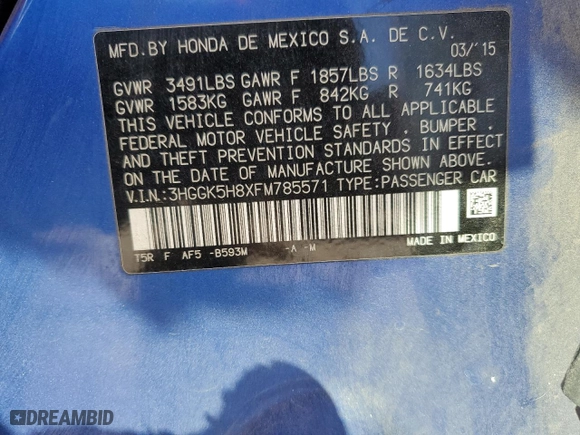 MFD.BY HONDA DE MEXICO S.A. DE C.V.
03/'15
GVWR 3491LBS GAWR F 1857LBS R 1634LBS
GVWR 1583KG GAWR F 842KG R 741KG
THIS VEHICLE CONFORMS TO ALL APPLICABLE
FEDERAL MOTOR VEHICLE SAFETY , BUMPER ,
AND THEFT PREVENTION STANDARDS IN EFFECT
ON THE DATE OF MANUFACTURE SHOWN ABOVE.
V.I.N.:3HGGK5H8XFM785571 TYPE:PASSENGER CAR
T5R F AF5 -B593M -A -M
MADE IN MEXICO
DREAMBID